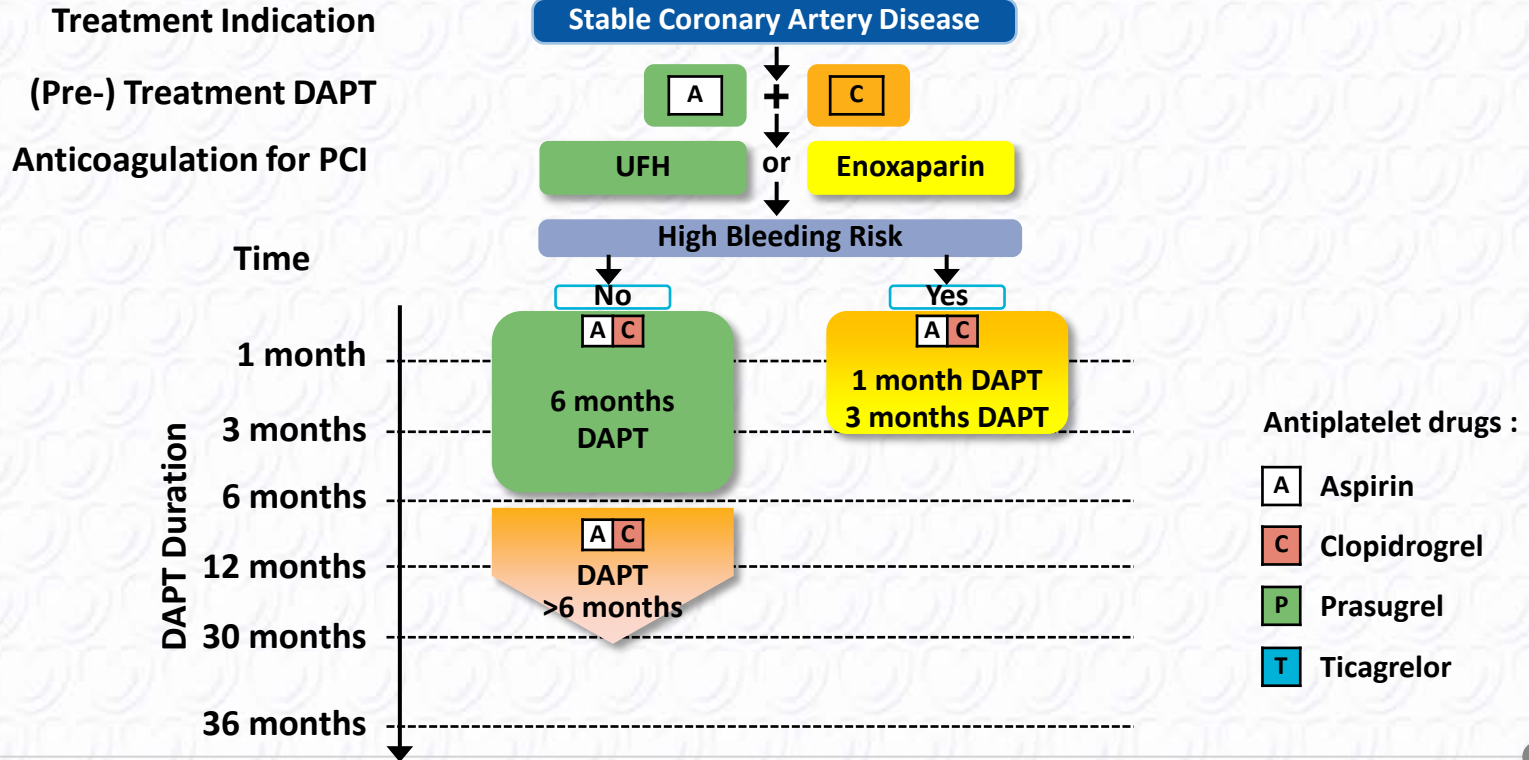 Treatment Indication
Stable Coronary Artery Disease
(Pre-) Treatment DAPT
A + C
Anticoagulation for PCI
UFH or Enoxaparin
High Bleeding Risk
Time
No
Yes
A C
A C
1 month
1 month DAPT
3 months DAPT
6 months
DAPT
3 months
6 months
A C
DAPT
>6 months
12 months
30 months
36 months
DAPT Duration
Antiplatelet drugs :
A Aspirin
C Clopidrogrel
P Prasugrel
T Ticagrelor